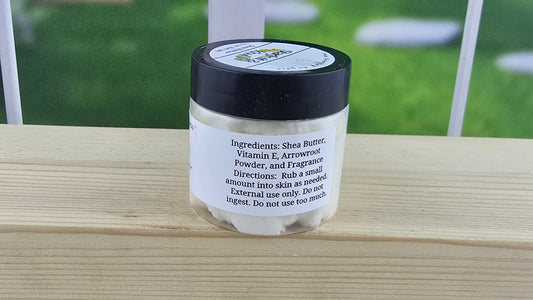 Ingredients: Shea Butter,
Vitamin E, Arrowroot
Powder, and Fragrance
Directions:  Rub a small
amount into skin as needed.
External use only. Do not
ingest. Do not use too much.